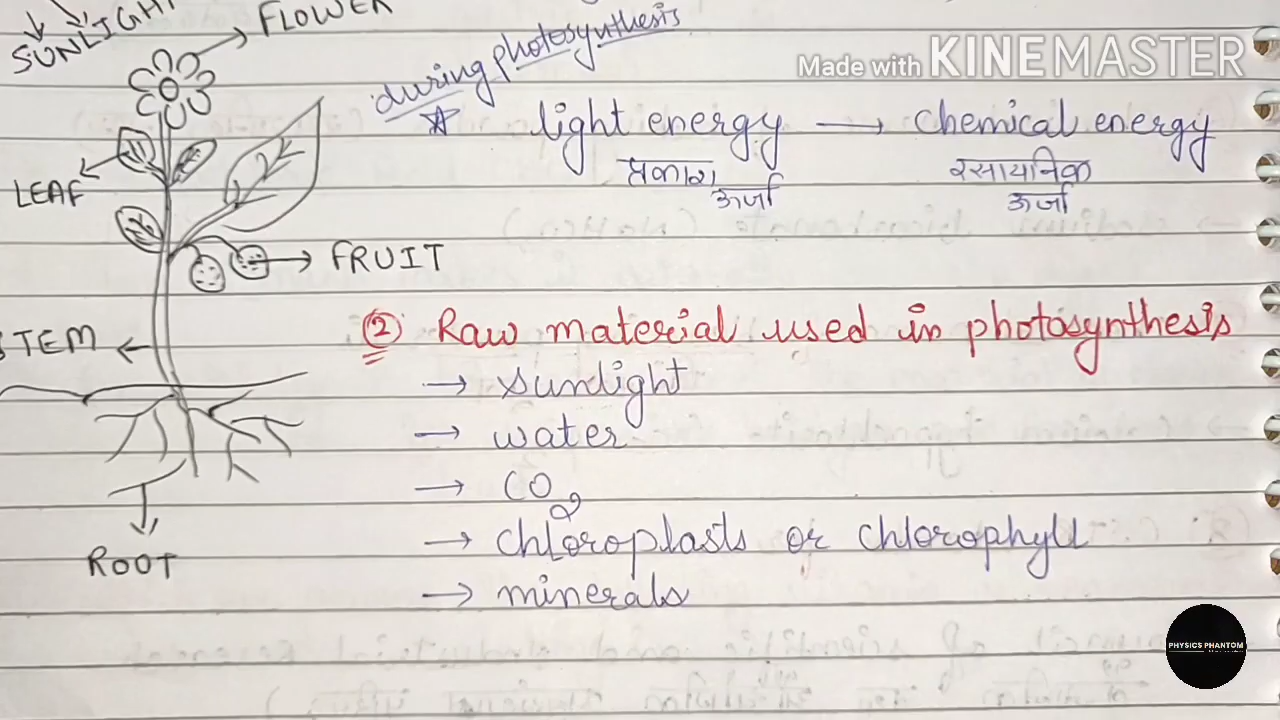 SUNLIGHT
FLOWER
during photosynthesis
Made with KINEMASTER
light energy → chemical energy
प्रकाश रसायनिक
ऊर्जा ऊर्जा
LEAF
FRUIT
STEM
② Raw material used in photosynthesis
→ sunlight
→ water
→ CO2
→ chloroplasts or chlorophyll
→ minerals
ROOT
PHYSICS PHANTOM